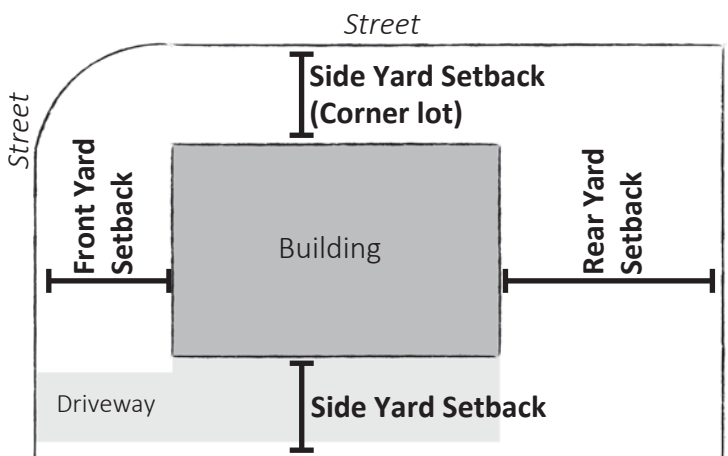 Street
Street
Side Yard Setback
(Corner lot)
Front Yard
Setback
Building
Rear Yard
Setback
Driveway
Side Yard Setback